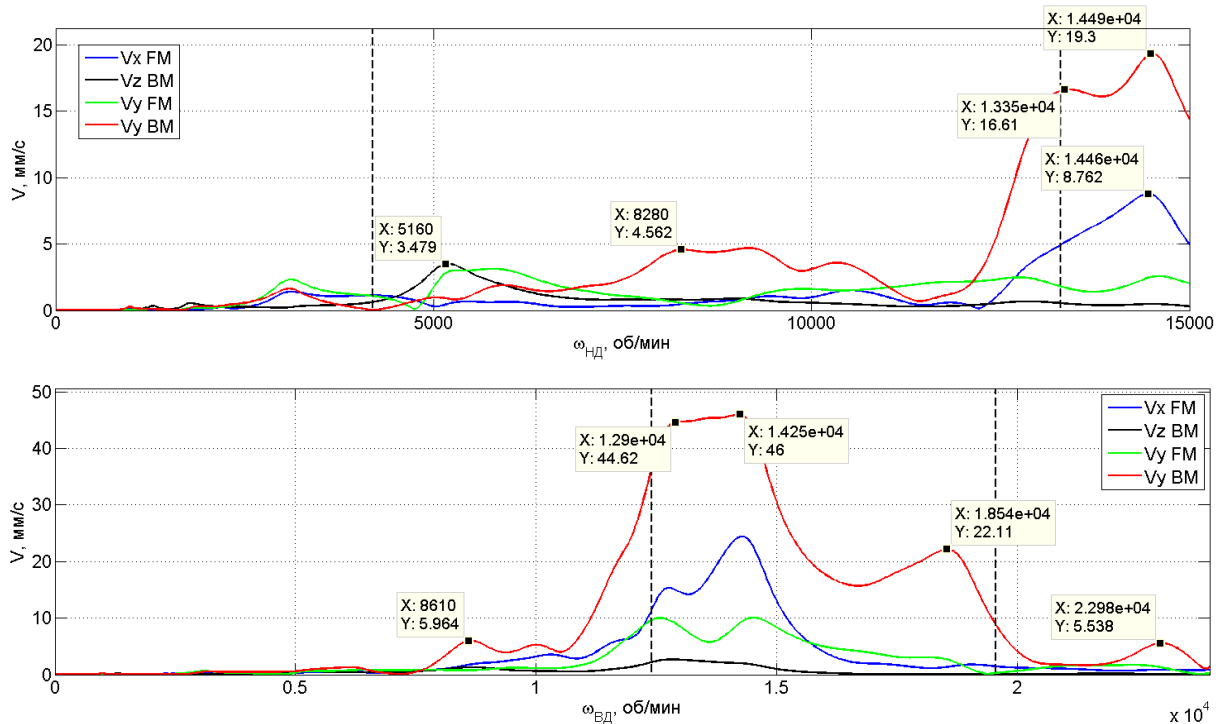 X: 1.449e+04
Y: 19.3
20
15
10
5
0
V, мм/с
Vx FM
Vz BM
Vy FM
Vy BM
X: 1.335e+04
Y: 16.61
X: 1.446e+04
Y: 8.762
X: 5160
Y: 3.479
X: 8280
Y: 4.562
0
5000
10000
15000
ωНД, об/мин
50
40
30
20
10
0
V, мм/с
Vx FM
Vz BM
Vy FM
Vy BM
X: 1.29e+04
Y: 44.62
X: 1.425e+04
Y: 46
X: 1.854e+04
Y: 22.11
X: 8610
Y: 5.964
X: 2.298e+04
Y: 5.538
0
0.5
1
1.5
2
x 10^4
ωВД, об/мин